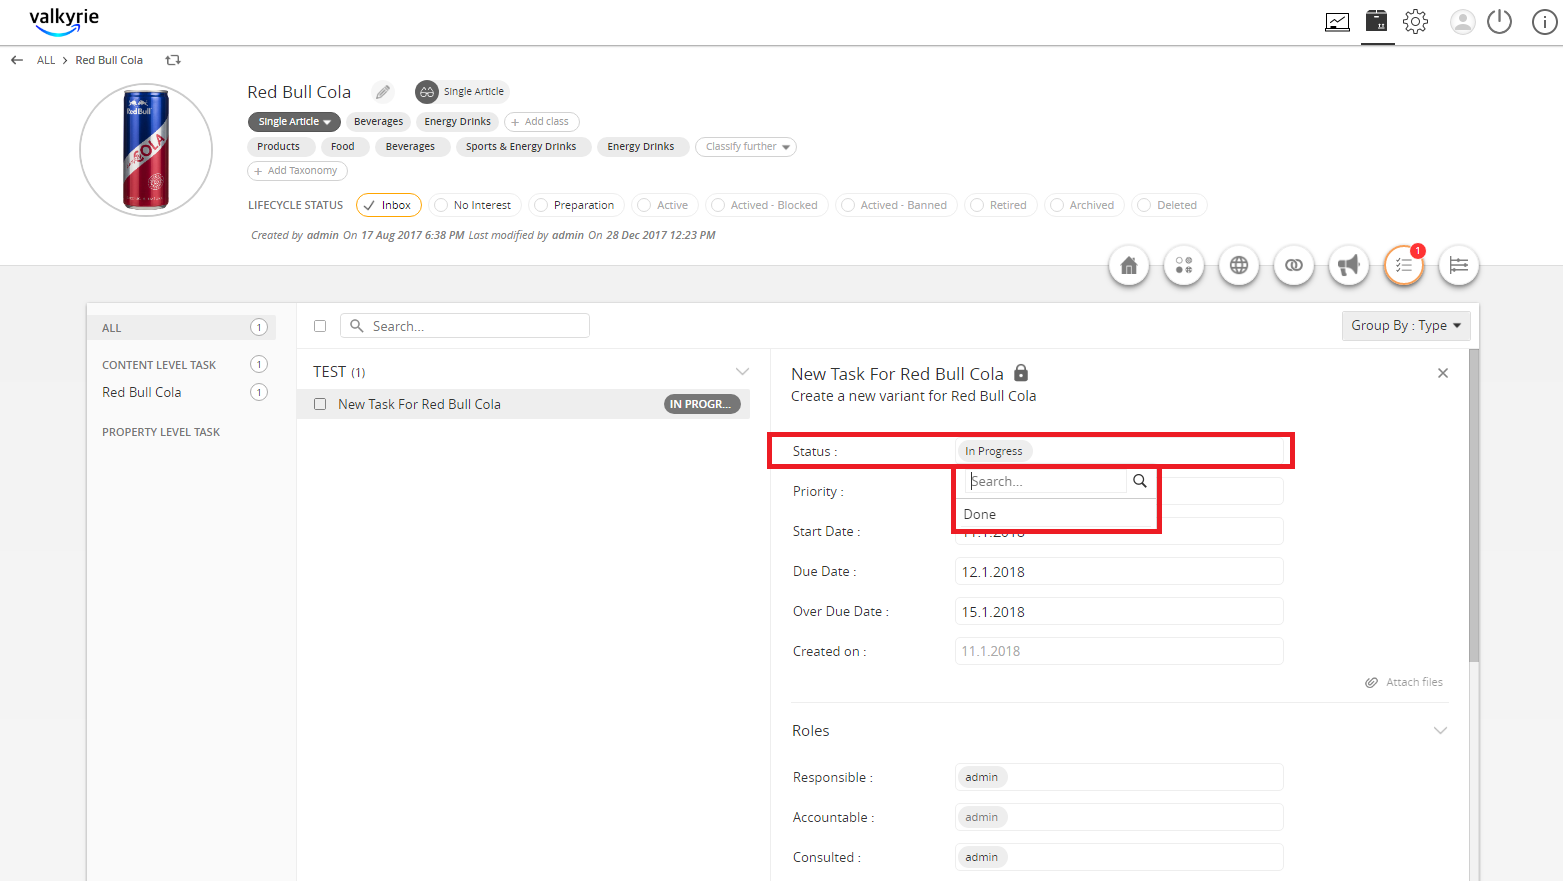 valkyrie
ALL > Red Bull Cola
Red Bull Cola
Single Article
Single Article Beverages Energy Drinks + Add class
Products Food Beverages Sports & Energy Drinks Energy Drinks Classify further
+ Add Taxonomy
LIFECYCLE STATUS Inbox No Interest Preparation Active Actived - Blocked Actived - Banned Retired Archived Deleted
Created by admin On 17 Aug 2017 6:38 PM Last modified by admin On 28 Dec 2017 12:23 PM
1
RedBull
COLA
ALL 1
CONTENT LEVEL TASK 1
Red Bull Cola 1
PROPERTY LEVEL TASK
Search...
Group By : Type
TEST (1)
New Task For Red Bull Cola IN PROGR...
New Task For Red Bull Cola
Create a new variant for Red Bull Cola
Status : In Progress
Search...
Done
Priority :
Start Date : 11.1.2018
Due Date : 12.1.2018
Over Due Date : 15.1.2018
Created on : 11.1.2018
Attach files
Roles
Responsible : admin
Accountable : admin
Consulted : admin